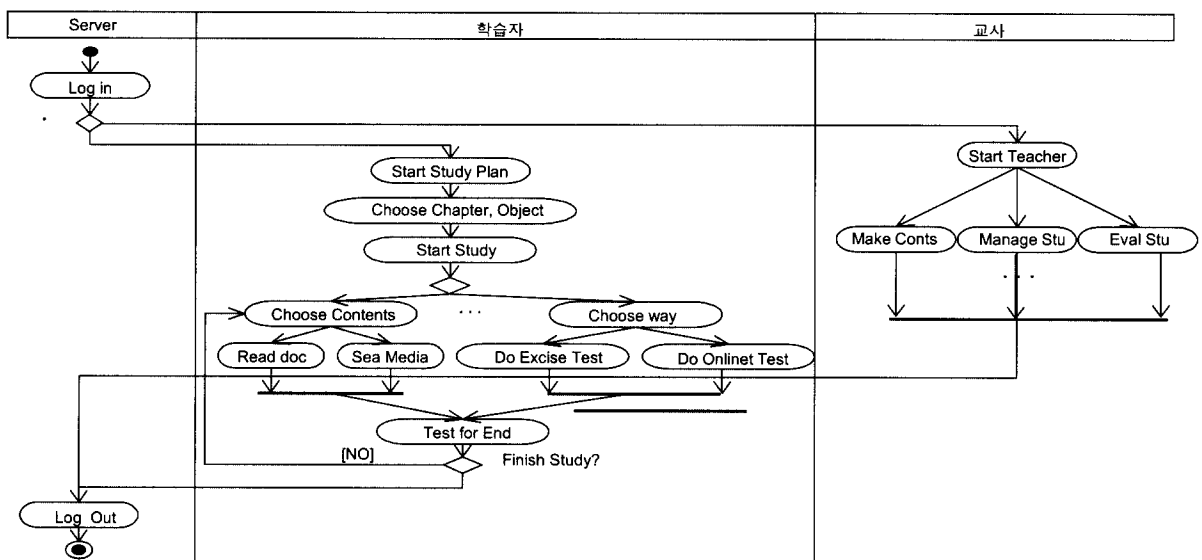 Server
학습자
교사
Log in
Start Teacher
Start Study Plan
Choose Chapter, Object
Make Conts
Manage Stu
Eval Stu
Start Study
. . .
Choose Contents
. . .
Choose way
Read doc
Sea Media
Do Excise Test
Do Onlinet Test
Test for End
[NO]
Finish Study?
Log Out